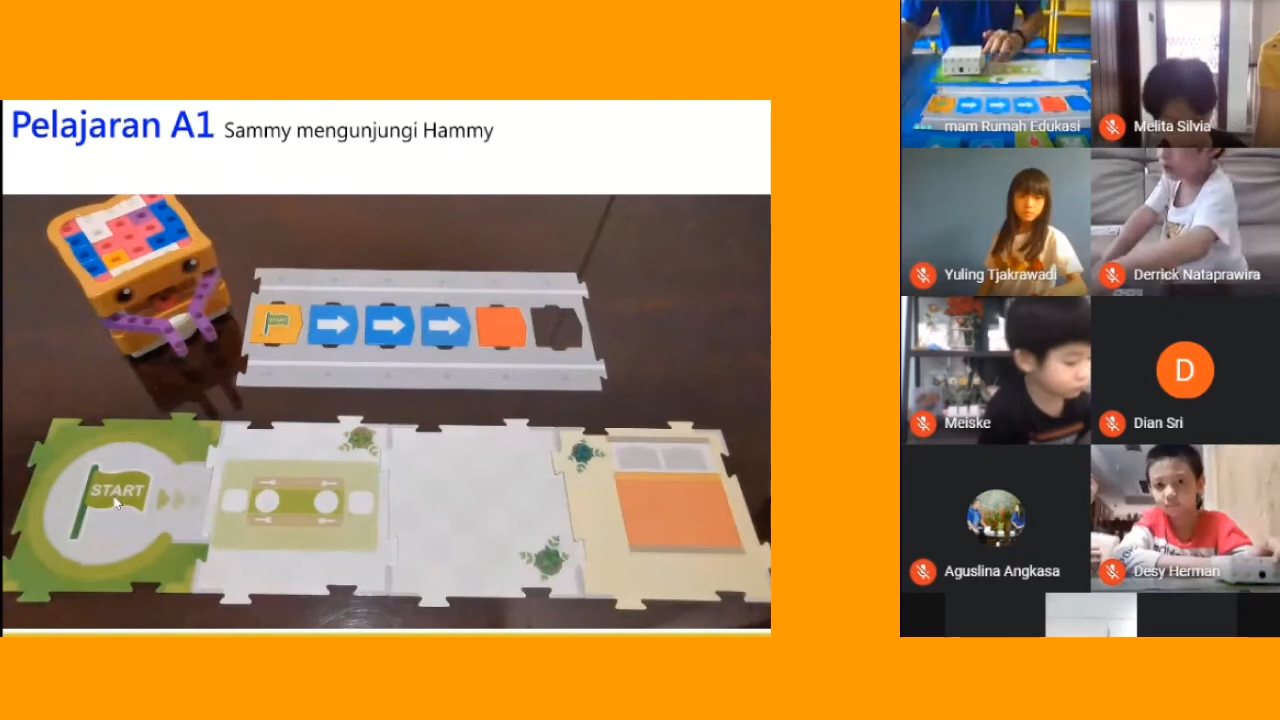 Pelajaran A1 Sammy mengunjungi Hammy
START
START
mam Rumah Edukasi
Melita Silvia
Yuling Tjakrawadi
Derrick Nataprawira
Meiske
D
Dian Sri
Aguslina Angkasa
Desy Herman